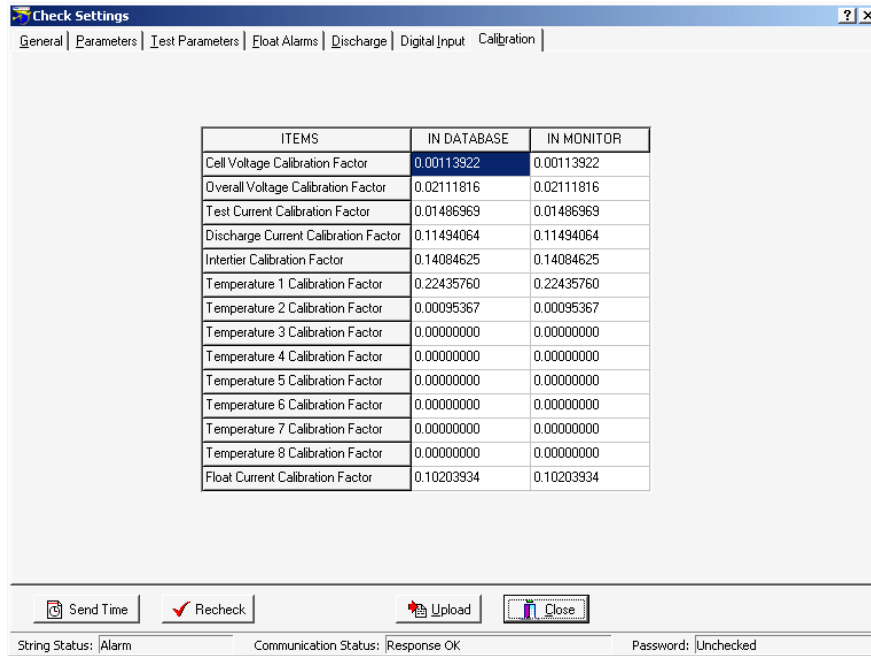 Check Settings
General Parameters Test Parameters Float Alarms Discharge Digital Input Calibration
ITEMS IN DATABASE IN MONITOR
Cell Voltage Calibration Factor 0.00113922 0.00113922
Overall Voltage Calibration Factor 0.02111816 0.02111816
Test Current Calibration Factor 0.01486969 0.01486969
Discharge Current Calibration Factor 0.11494064 0.11494064
Intertier Calibration Factor 0.14084625 0.14084625
Temperature 1 Calibration Factor 0.22435760 0.22435760
Temperature 2 Calibration Factor 0.00095367 0.00095367
Temperature 3 Calibration Factor 0.00000000 0.00000000
Temperature 4 Calibration Factor 0.00000000 0.00000000
Temperature 5 Calibration Factor 0.00000000 0.00000000
Temperature 6 Calibration Factor 0.00000000 0.00000000
Temperature 7 Calibration Factor 0.00000000 0.00000000
Temperature 8 Calibration Factor 0.00000000 0.00000000
Float Current Calibration Factor 0.10203934 0.10203934
Send Time Recheck Upload Close
String Status: Alarm Communication Status: Response OK Password: Unchecked